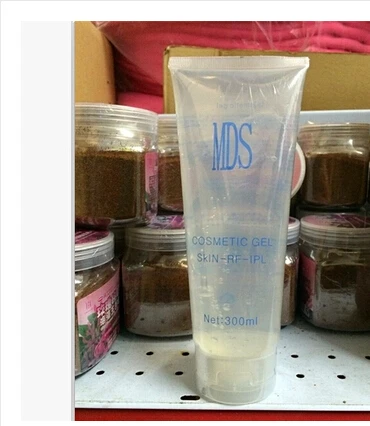 MDS
COSMETIC GEL
SKIN-RF-IPL
Net:300ml